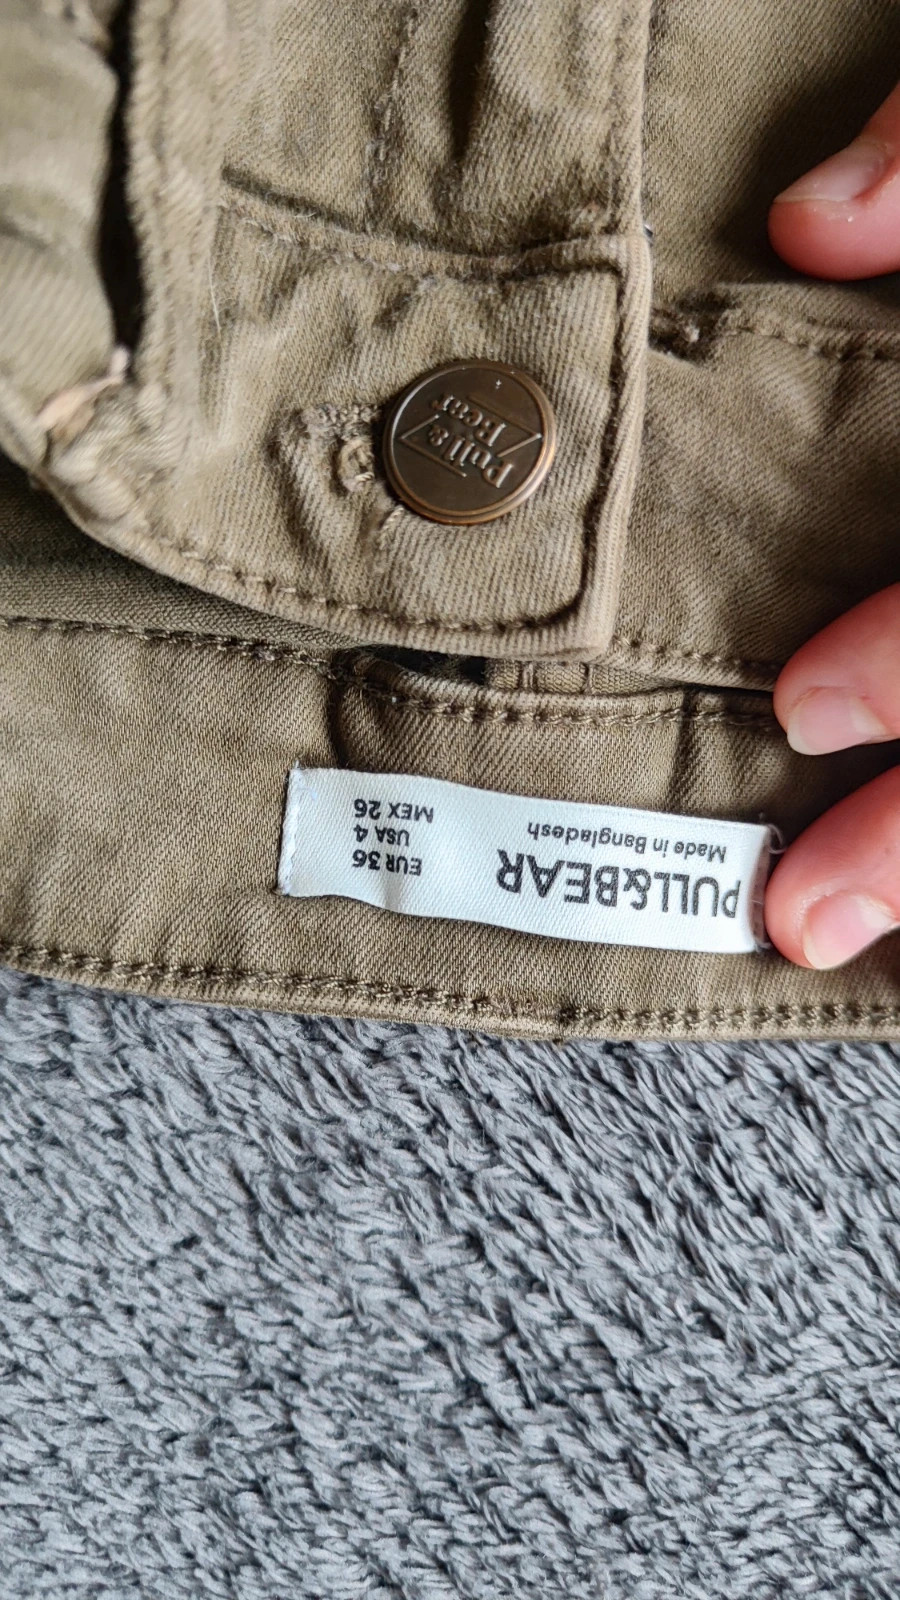 Pull&
Bear
PULL&BEAR
Made in Bangladesh
EUR 36
USA 4
MEX 26